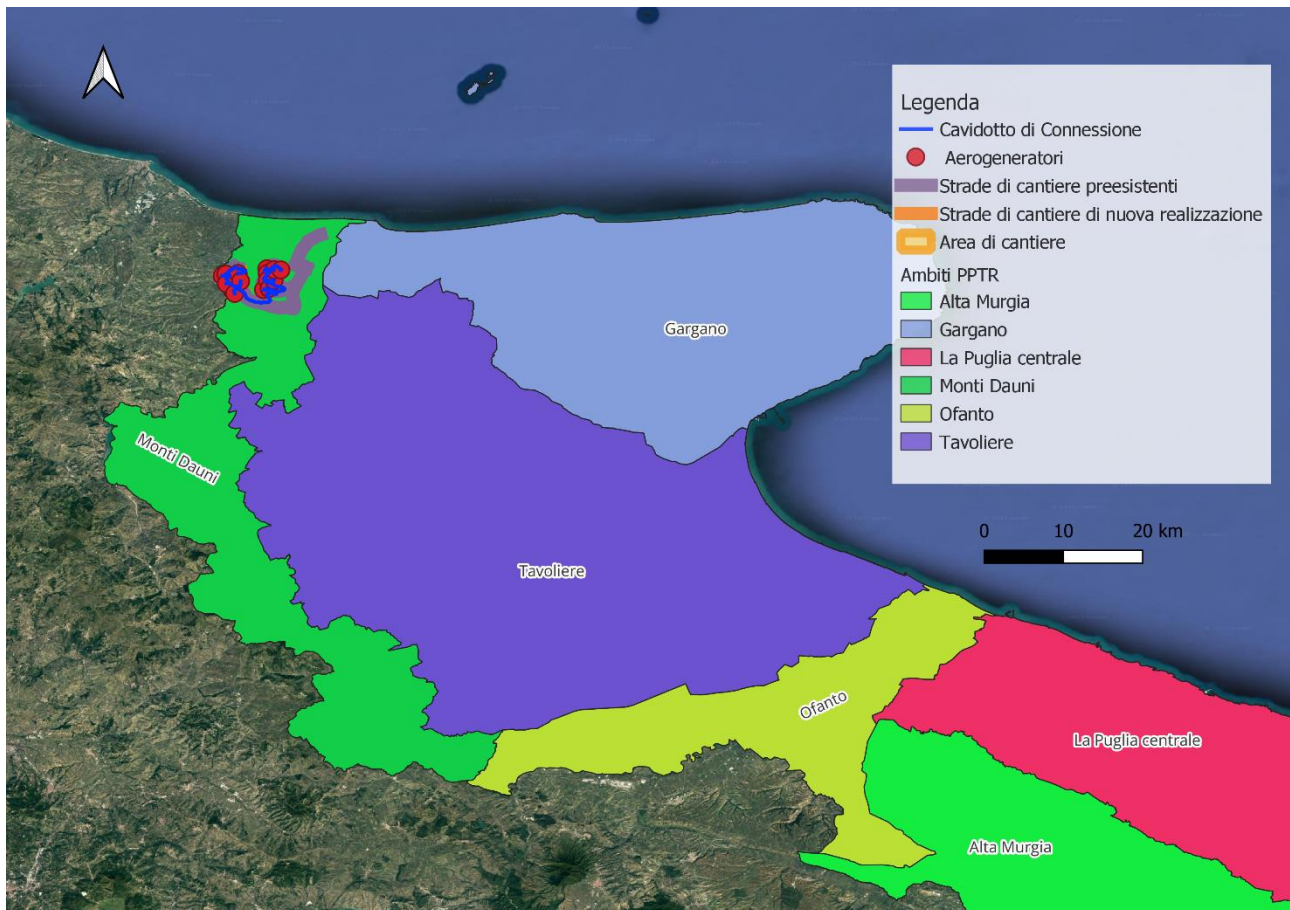 Legenda
Cavidotto di Connessione
Aerogeneratori
Strade di cantiere preesistenti
Strade di cantiere di nuova realizzazione
Area di cantiere
Ambiti PPTR
Alta Murgia
Gargano
La Puglia centrale
Monti Dauni
Ofanto
Tavoliere
Gargano
Monti Dauni
0 10 20 km
Tavoliere
Ofanto
La Puglia centrale
Alta Murgia